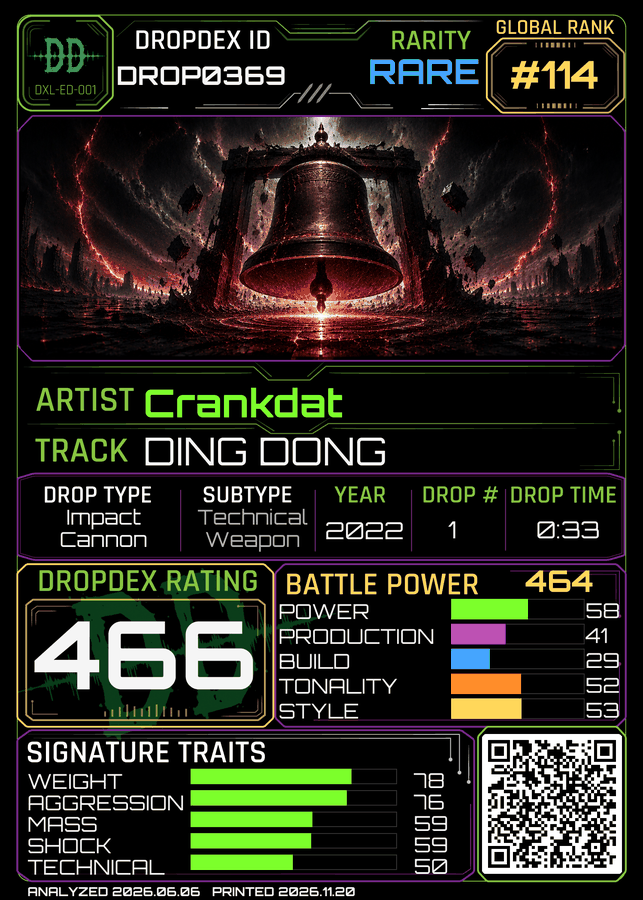 DD
DXL-ED-001
DROPDEX ID
DROP0369
RARITY
RARE
GLOBAL RANK
#114
ARTIST Crankdat
TRACK DING DONG
DROP TYPE
Impact
Cannon
SUBTYPE
Technical
Weapon
YEAR
2022
DROP #
1
DROP TIME
0:33
DROPDEX RATING
466
BATTLE POWER 464
POWER 58
PRODUCTION 41
BUILD 29
TONALITY 52
STYLE 53
SIGNATURE TRAITS
WEIGHT 78
AGGRESSION 76
MASS 59
SHOCK 59
TECHNICAL 50
ANALYZED 2026.06.06 PRINTED 2026.11.20